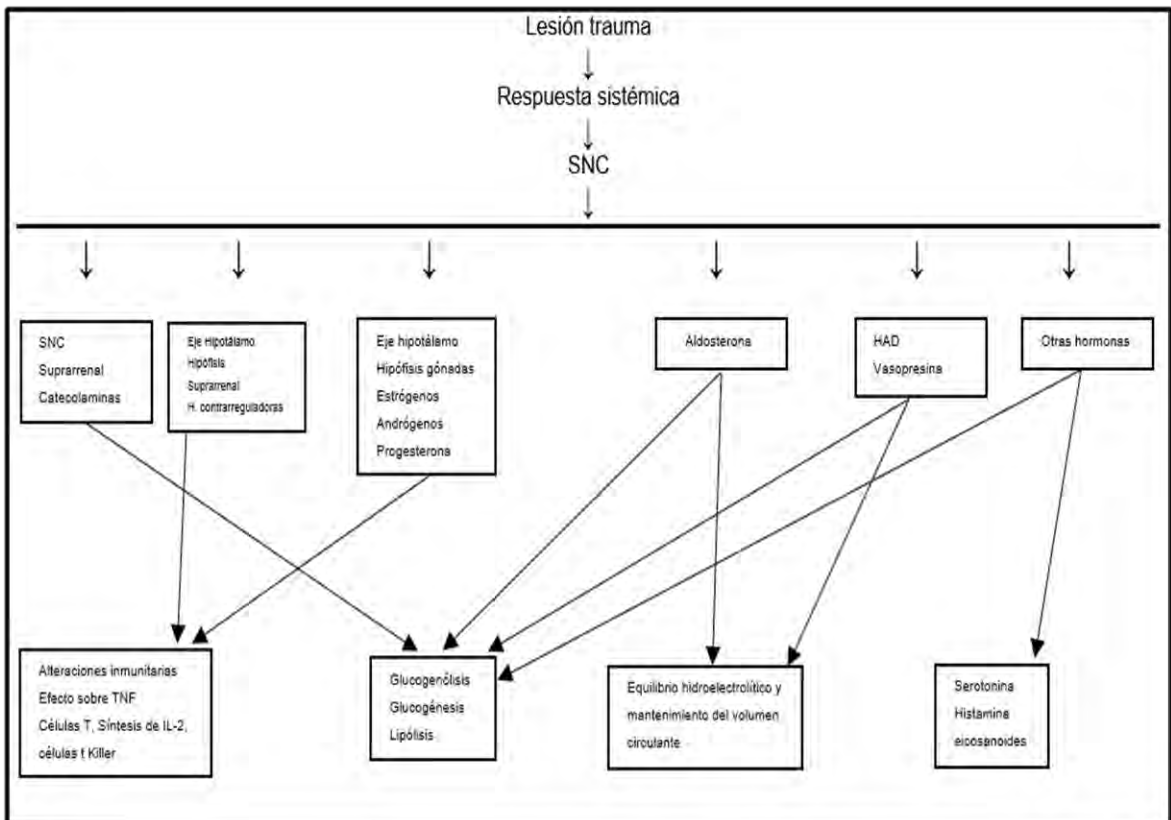 Lesión trauma
Respuesta sistémica
SNC
SNC
Suprarrenal
Catecolaminas
Eje Hipotálamo
Hipófisis
Suprarrenal
H. contrarreguladoras
Eje hipotálamo
Hipófisis gónadas
Estrógenos
Andrógenos
Progesterona
Aldosterona
HAD
Vasopresina
Otras hormonas
Alteraciones inmunitarias
Efecto sobre TNF
Células T, Síntesis de IL-2,
células t Killer
Glucogenólisis
Glucogénesis
Lipólisis
Equilibrio hidroelectrolítico y
mantenimiento del volumen
circulante
Serotonina
Histamina
eicosanoides